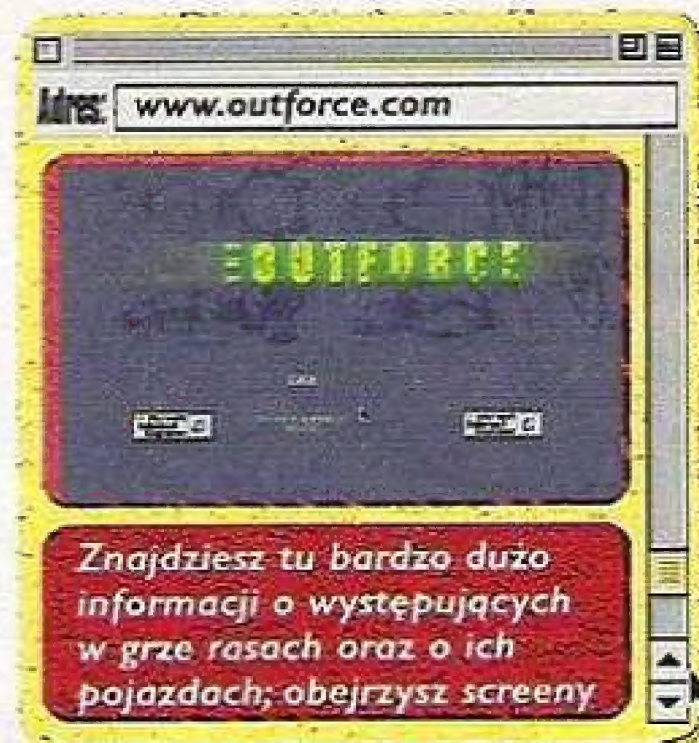 Adres: www.outforce.com
OUTFORCE
Znajdziesz tu bardzo dużo
informacji o występujących
w grze rasach oraz o ich
pojazdach; obejrzysz screeny